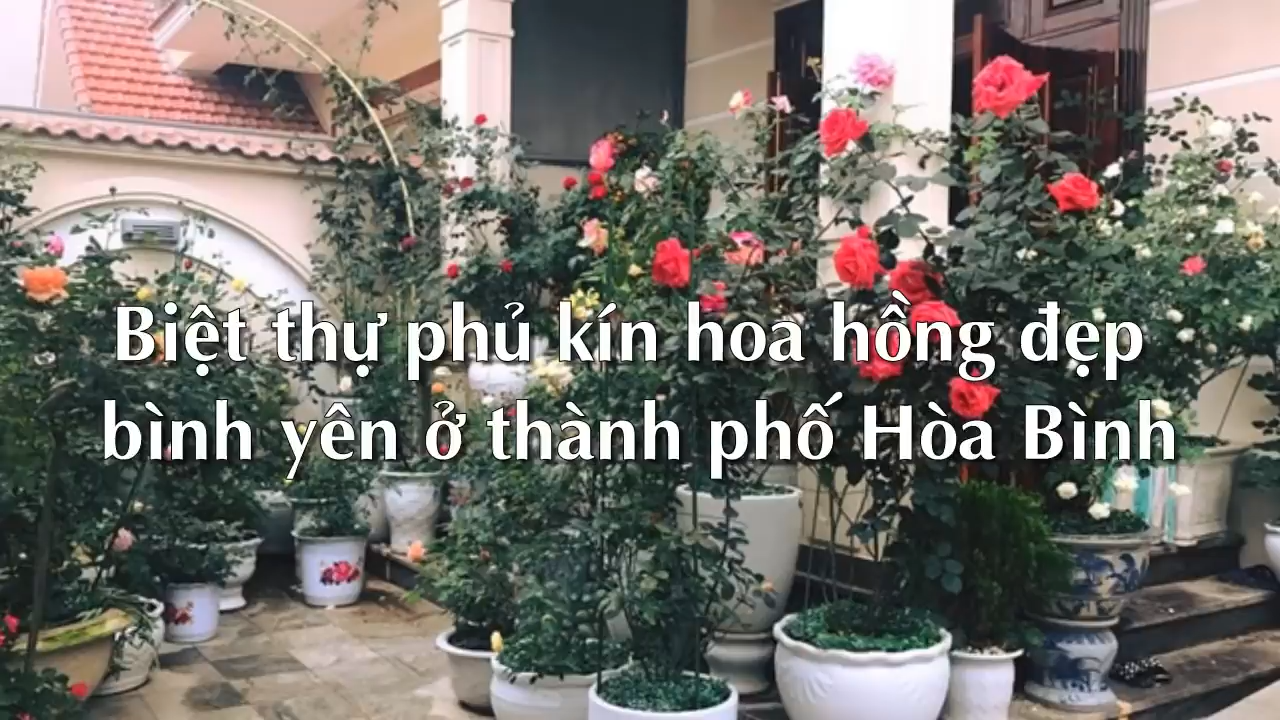 Biệt thự phủ kín hoa hồng đẹp
bình yên ở thành phố Hòa Bình